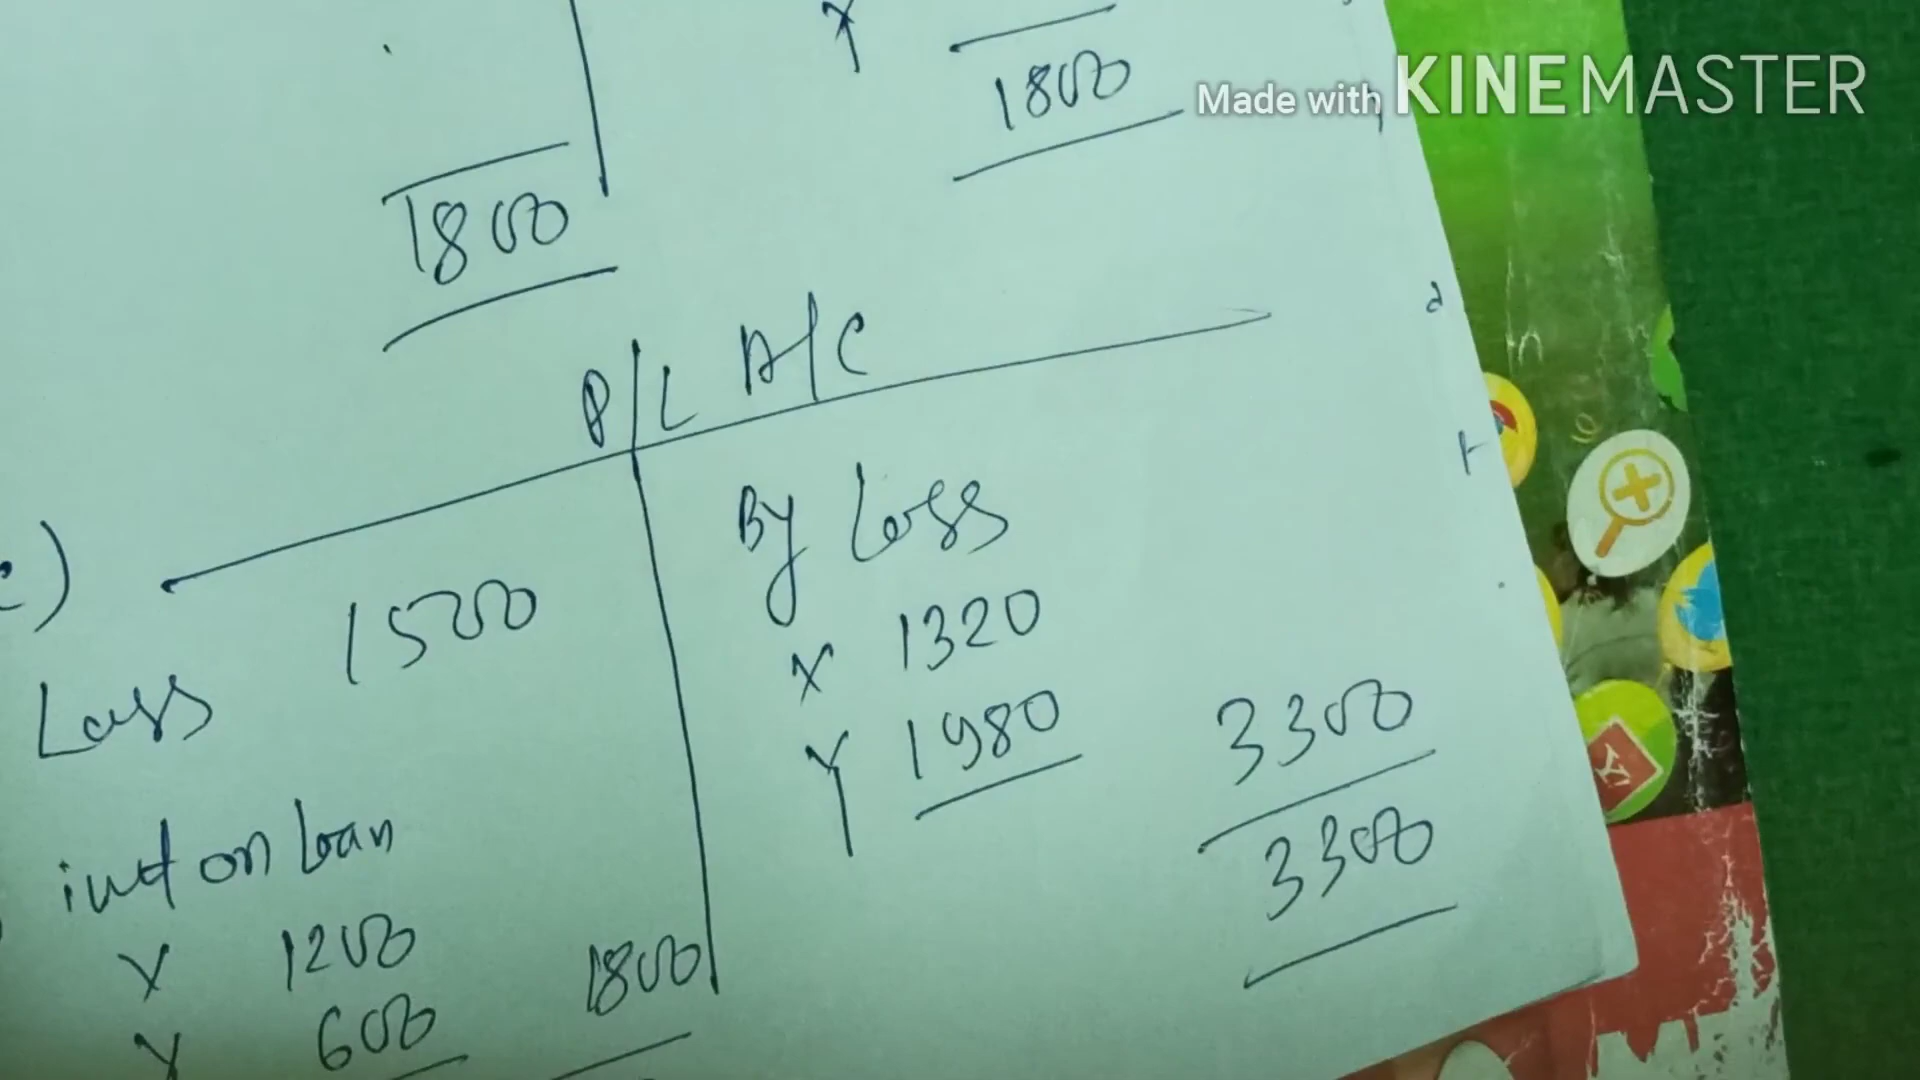 Made with KINEMASTER
Y
1800
1800
P/L A/C
Loss 1500
int on loan
X 1200
Y 600 1800
By Loss
X 1320
Y 1980 3300
3300